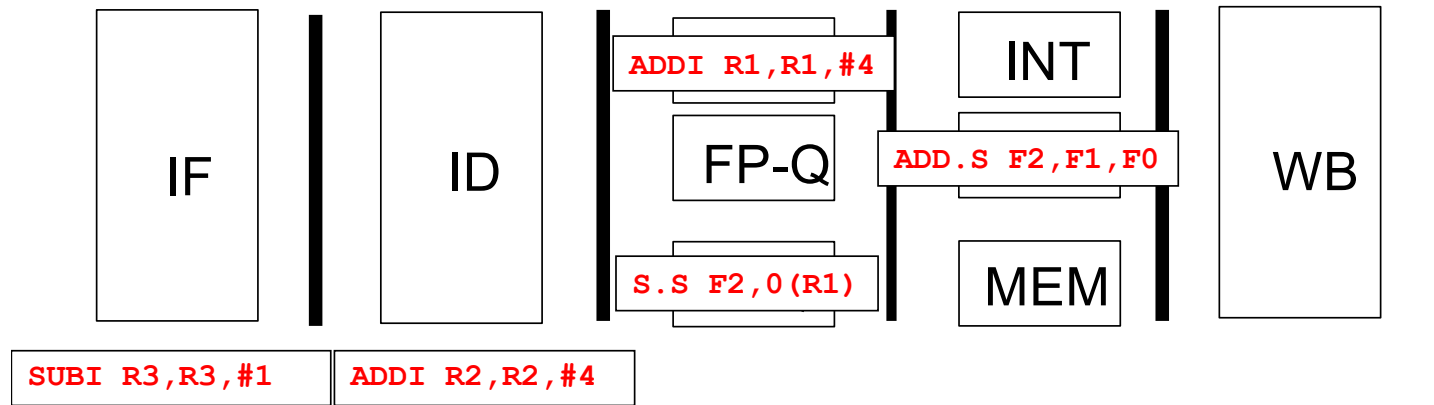 IF
ID
ADDI R1,R1,#4
FP-Q
S.S F2,0(R1)
INT
ADD.S F2,F1,F0
MEM
WB
SUBI R3,R3,#1
ADDI R2,R2,#4